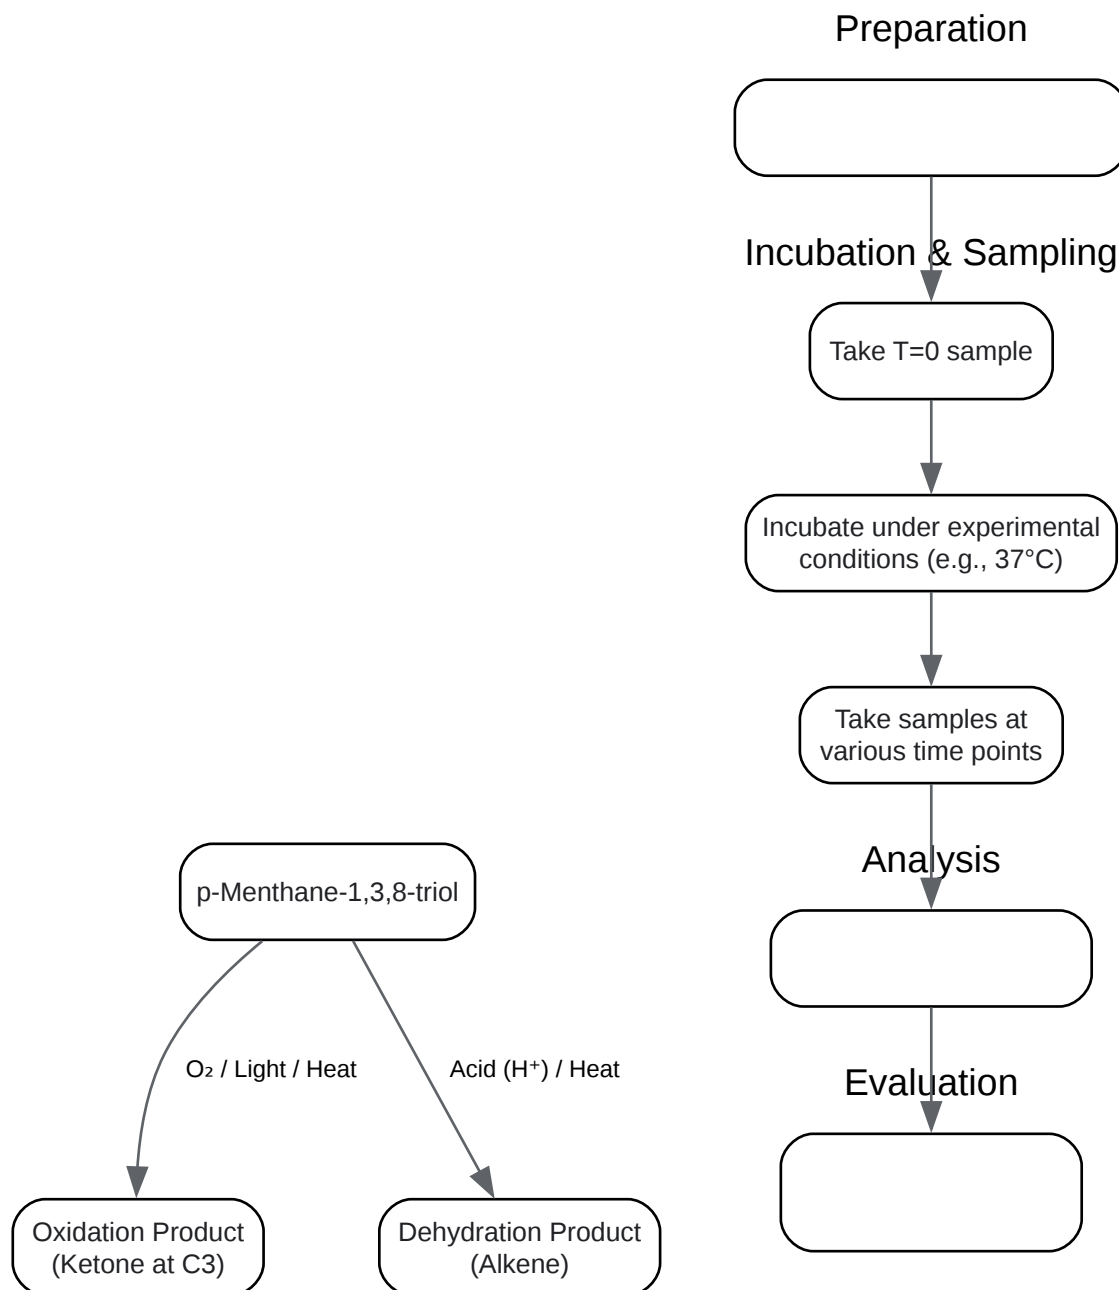 Preparation
Incubation & Sampling
Take T=0 sample
Incubate under experimental
conditions (e.g., 37°C)
Take samples at
various time points
Analysis
p-Menthane-1,3,8-triol
O₂ / Light / Heat
Acid (H⁺) / Heat
Evaluation
Oxidation Product
(Ketone at C3)
Dehydration Product
(Alkene)